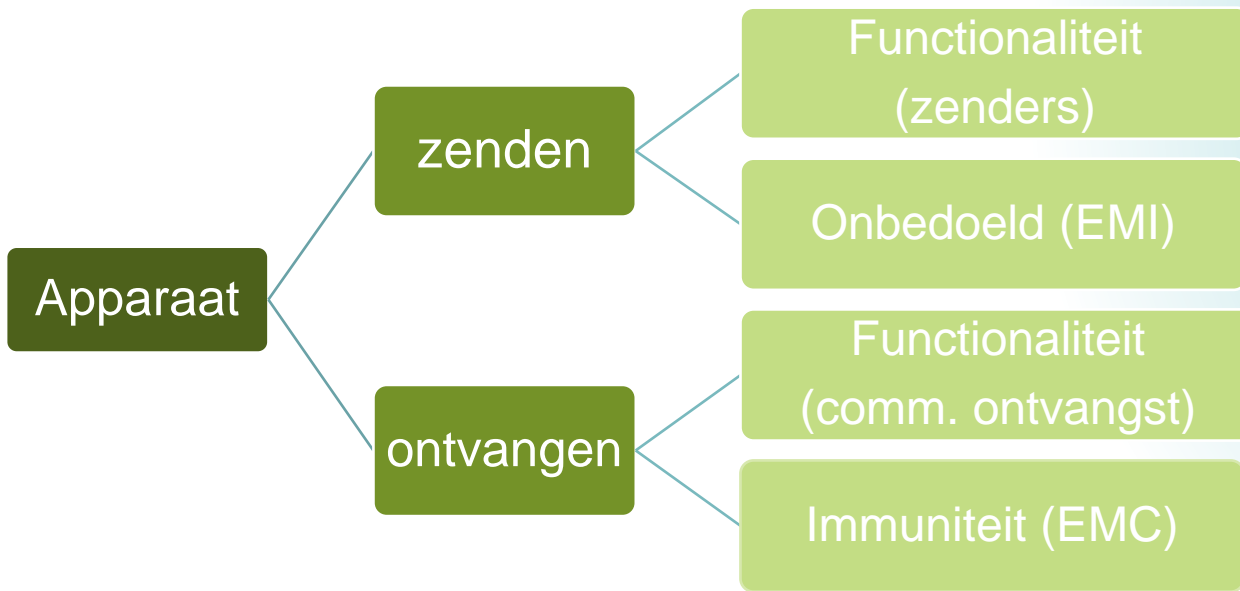 Apparaat
zenden
Functionaliteit
(zenders)
Onbedoeld (EMI)
ontvangen
Functionaliteit
(comm. ontvangst)
Immuniteit (EMC)